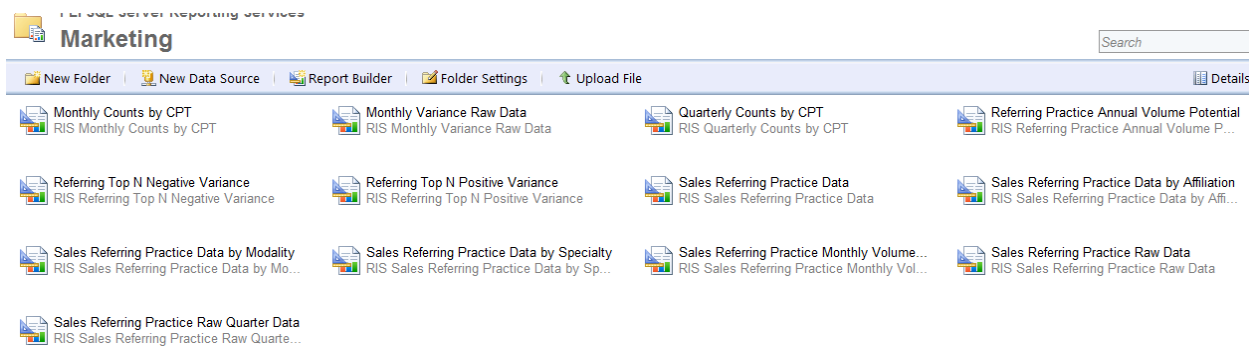 SQL Server Reporting Services
Marketing
Search
New Folder
New Data Source
Report Builder
Folder Settings
Upload File
Details
Monthly Counts by CPT
RIS Monthly Counts by CPT
Monthly Variance Raw Data
RIS Monthly Variance Raw Data
Quarterly Counts by CPT
RIS Quarterly Counts by CPT
Referring Practice Annual Volume Potential
RIS Referring Practice Annual Volume P...
Referring Top N Negative Variance
RIS Referring Top N Negative Variance
Referring Top N Positive Variance
RIS Referring Top N Positive Variance
Sales Referring Practice Data
RIS Sales Referring Practice Data
Sales Referring Practice Data by Affiliation
RIS Sales Referring Practice Data by Affi...
Sales Referring Practice Data by Modality
RIS Sales Referring Practice Data by Mo...
Sales Referring Practice Data by Specialty
RIS Sales Referring Practice Data by Sp...
Sales Referring Practice Monthly Volume...
RIS Sales Referring Practice Monthly Vol...
Sales Referring Practice Raw Data
RIS Sales Referring Practice Raw Data
Sales Referring Practice Raw Quarter Data
RIS Sales Referring Practice Raw Quarte...